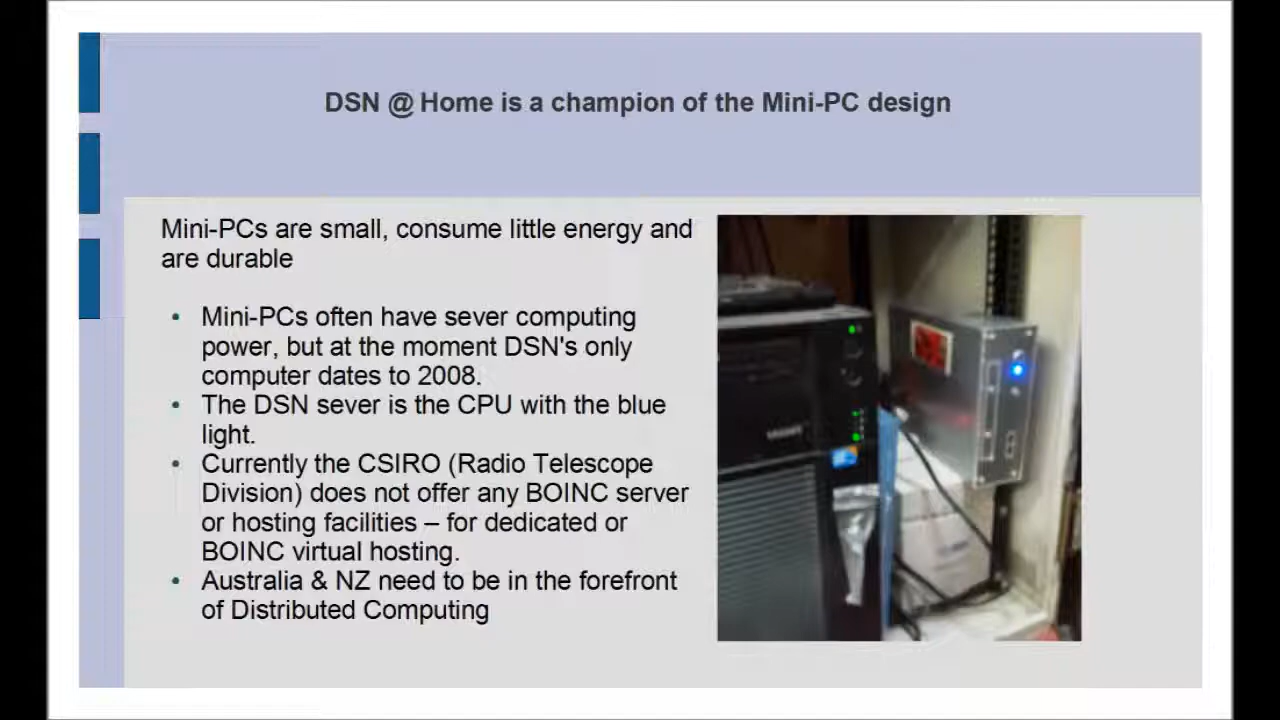 DSN @ Home is a champion of the Mini-PC design
Mini-PCs are small, consume little energy and
are durable
• Mini-PCs often have sever computing
power, but at the moment DSN's only
computer dates to 2008.
• The DSN sever is the CPU with the blue
light.
• Currently the CSIRO (Radio Telescope
Division) does not offer any BOINC server
or hosting facilities – for dedicated or
BOINC virtual hosting.
• Australia & NZ need to be in the forefront
of Distributed Computing